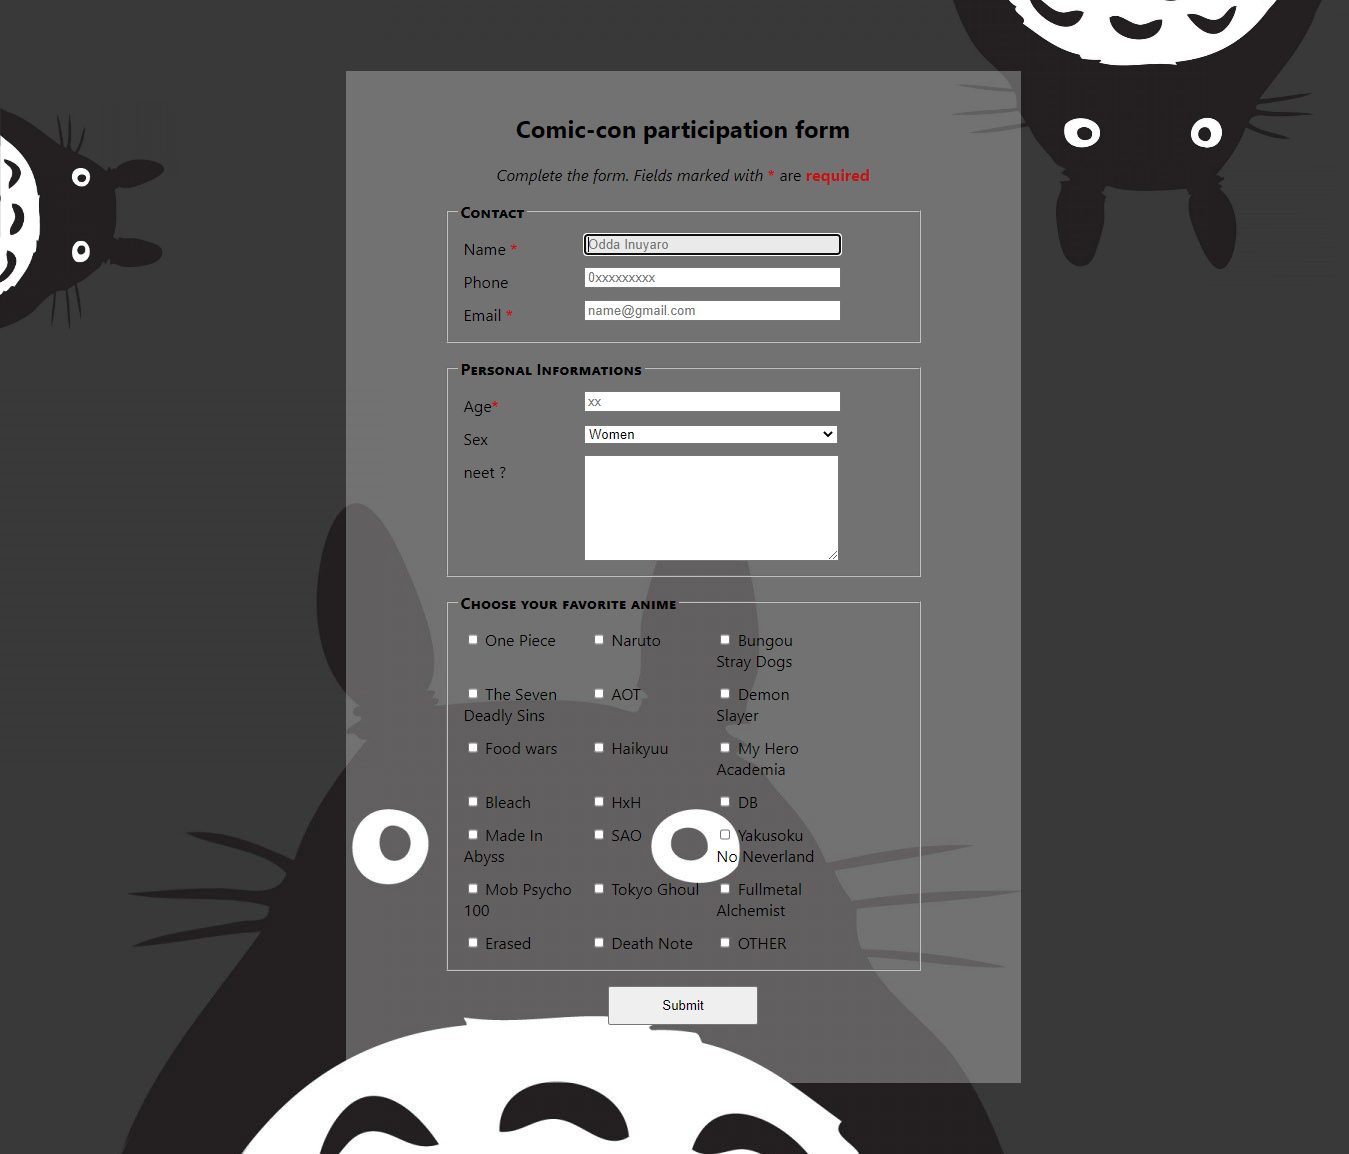 Comic-con participation form
Complete the form. Fields marked with * are required
Contact
Name *
Odda Inuyaro
Phone
0xxxxxxxxx
Email *
name@gmail.com
Personal Informations
Age*
xx
Sex
Women
neet ?
Choose your favorite anime
One Piece
Naruto
Bungou
Stray Dogs
The Seven
Deadly Sins
AOT
Demon
Slayer
Food wars
Haikyuu
My Hero
Academia
Bleach
HxH
DB
Made In
Abyss
SAO
Yakusoku
No Neverland
Mob Psycho
100
Tokyo Ghoul
Fullmetal
Alchemist
Erased
Death Note
OTHER
Submit